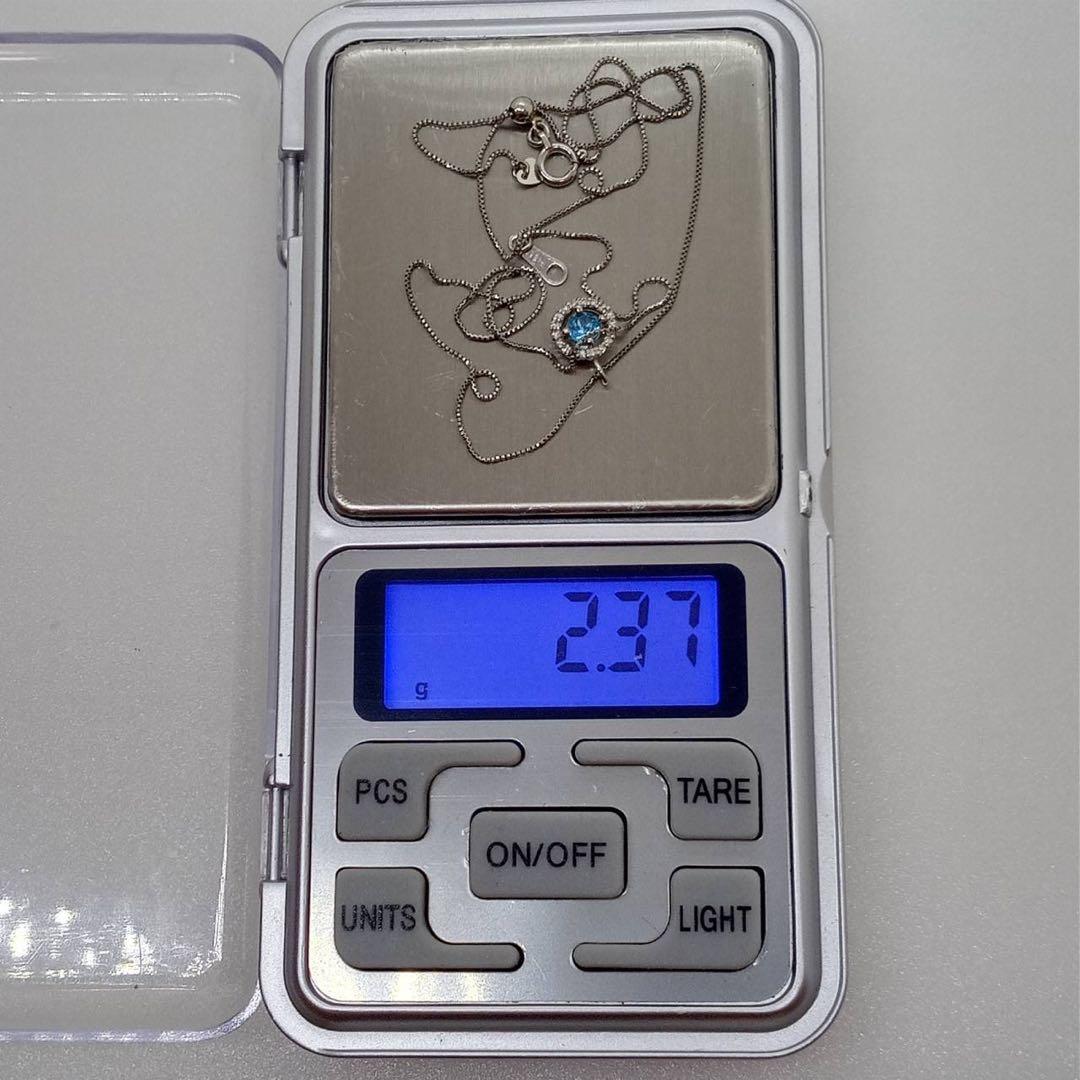 2.37
g
PCS
TARE
ON/OFF
UNITS
LIGHT